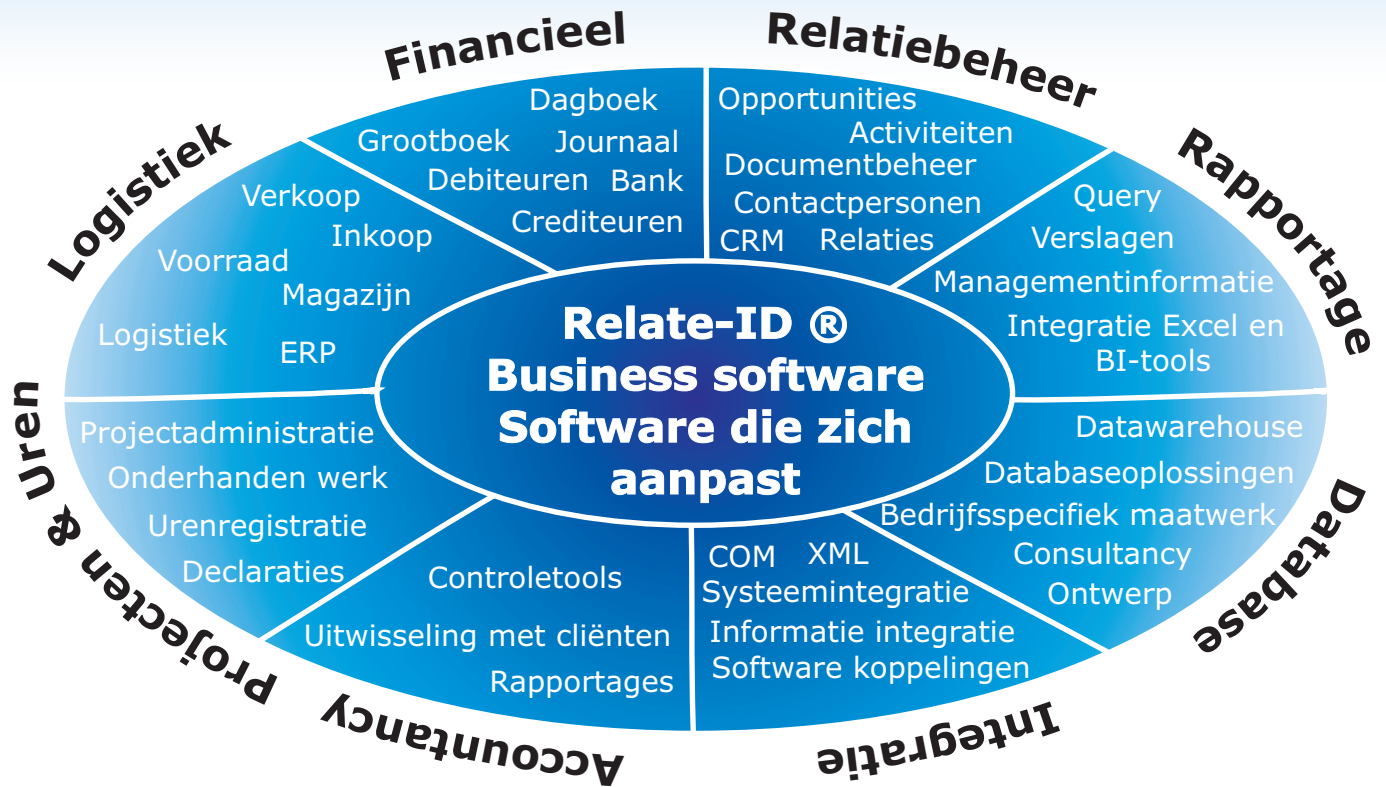 Financieel
Dagboek
Grootboek Journaal
Debiteuren Bank
Crediteuren
Relatiebeheer
Opportunities
Activiteiten
Documentbeheer
Contactpersonen
CRM Relaties
Rapportage
Query
Verslagen
Managementinformatie
Integratie Excel en
BI-tools
Database
Datawarehouse
Databaseoplossingen
Bedrijfsspecifiek maatwerk
Consultancy
Ontwerp
Integratie
COM XML
Systeemintegratie
Informatie integratie
Software koppelingen
Accountancy
Controletools
Uitwisseling met cliënten
Rapportages
Projecten & Uren
Projectadministratie
Onderhanden werk
Urenregistratie
Declaraties
Logistiek
Verkoop
Inkoop
Voorraad
Magazijn
Logistiek
ERP
Relate-ID ®
Business software
Software die zich
aanpast